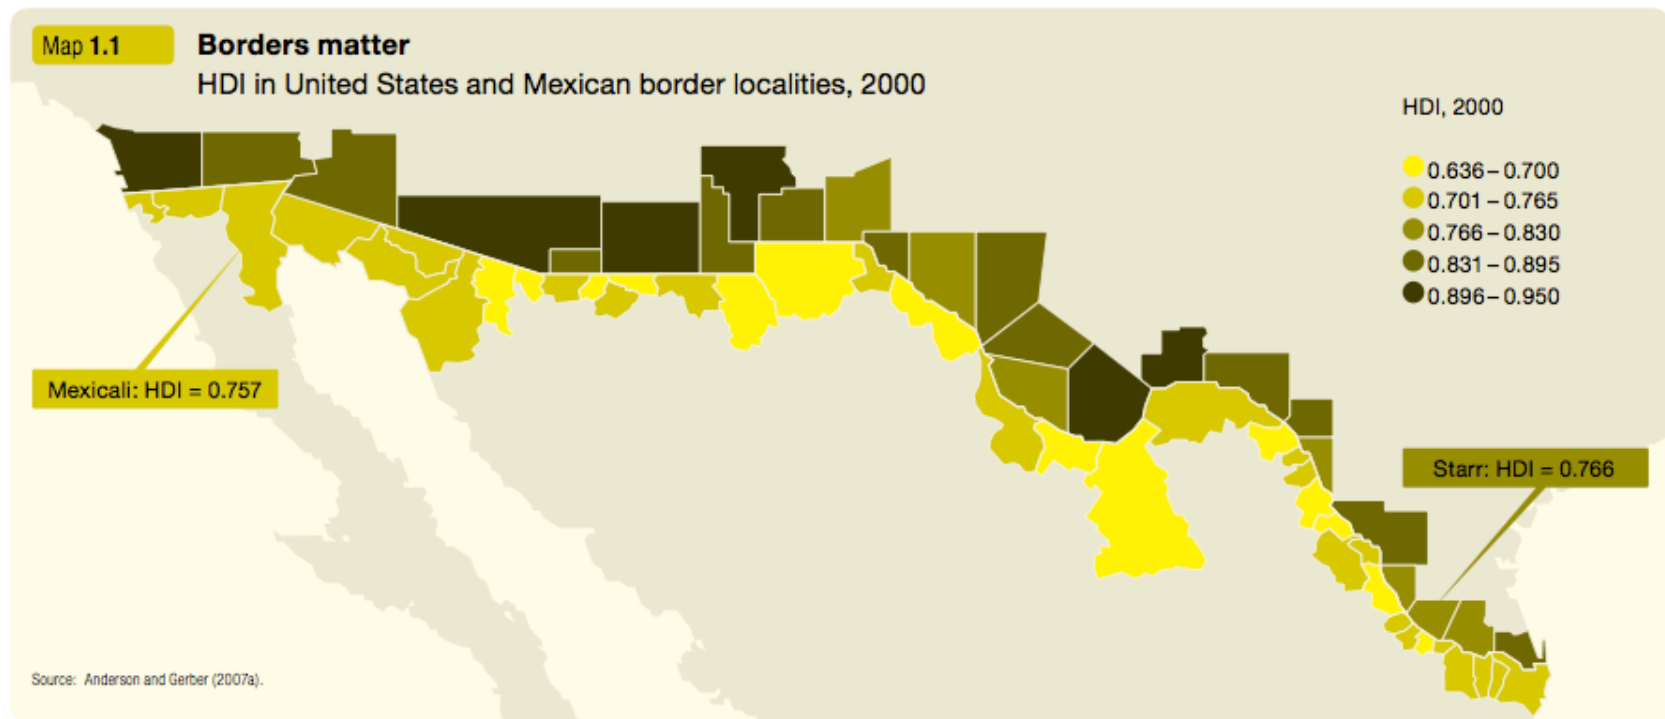 Map 1.1
Borders matter
HDI in United States and Mexican border localities, 2000
HDI, 2000
0.636 – 0.700
0.701 – 0.765
0.766 – 0.830
0.831 – 0.895
0.896 – 0.950
Mexicali: HDI = 0.757
Starr: HDI = 0.766
Source: Anderson and Gerber (2007a).